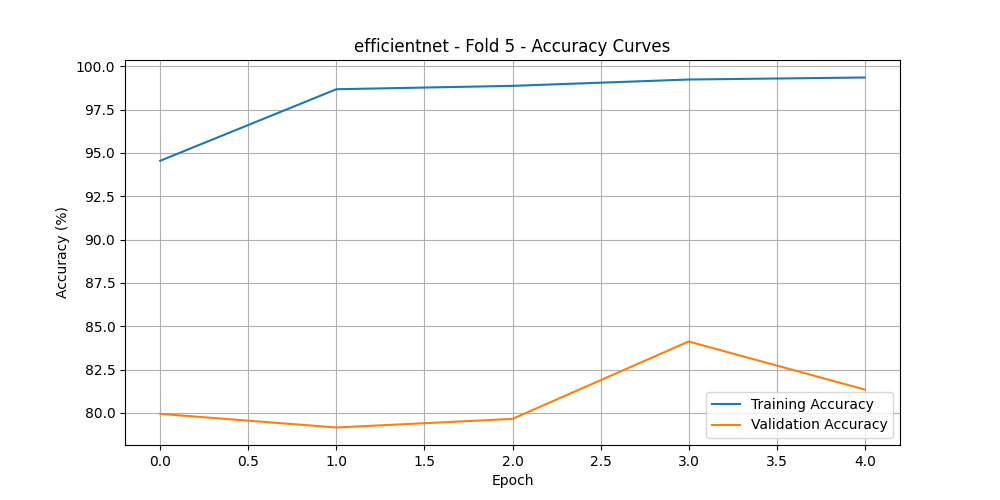 efficientnet - Fold 5 - Accuracy Curves
Accuracy (%)
100.0
97.5
95.0
92.5
90.0
87.5
85.0
82.5
80.0
Training Accuracy
Validation Accuracy
0.0 0.5 1.0 1.5 2.0 2.5 3.0 3.5 4.0
Epoch